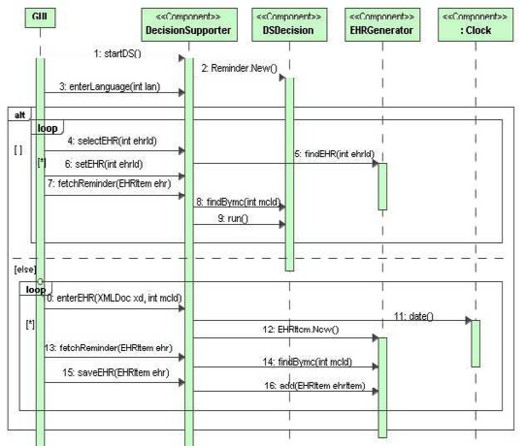 GUI
<<Component>>
DecisionSupporter
<<Component>>
DSDecision
<<Component>>
EHRGenerator
<<Component>>
: Clock
1: startDS()
2: Reminder.New()
3: enterLanguage(int lan)
alt
loop
[ ]
4: selectEHR(int ehrId)
[*]
5: findEHR(int ehrId)
6: setEHR(int ehrId)
7: fetchReminder(EHRItem ehr)
8: findBymc(int mcId)
9: run()
[else]
loop
0: enterEHR(XMLDoc xd, int mcId)
[*]
11: date()
12: EHRItem.New()
13: fetchReminder(EHRItem ehr)
14: findBymc(int mcId)
15: saveEHR(EHRItem ehr)
16: add(EHRItem ehrItem)